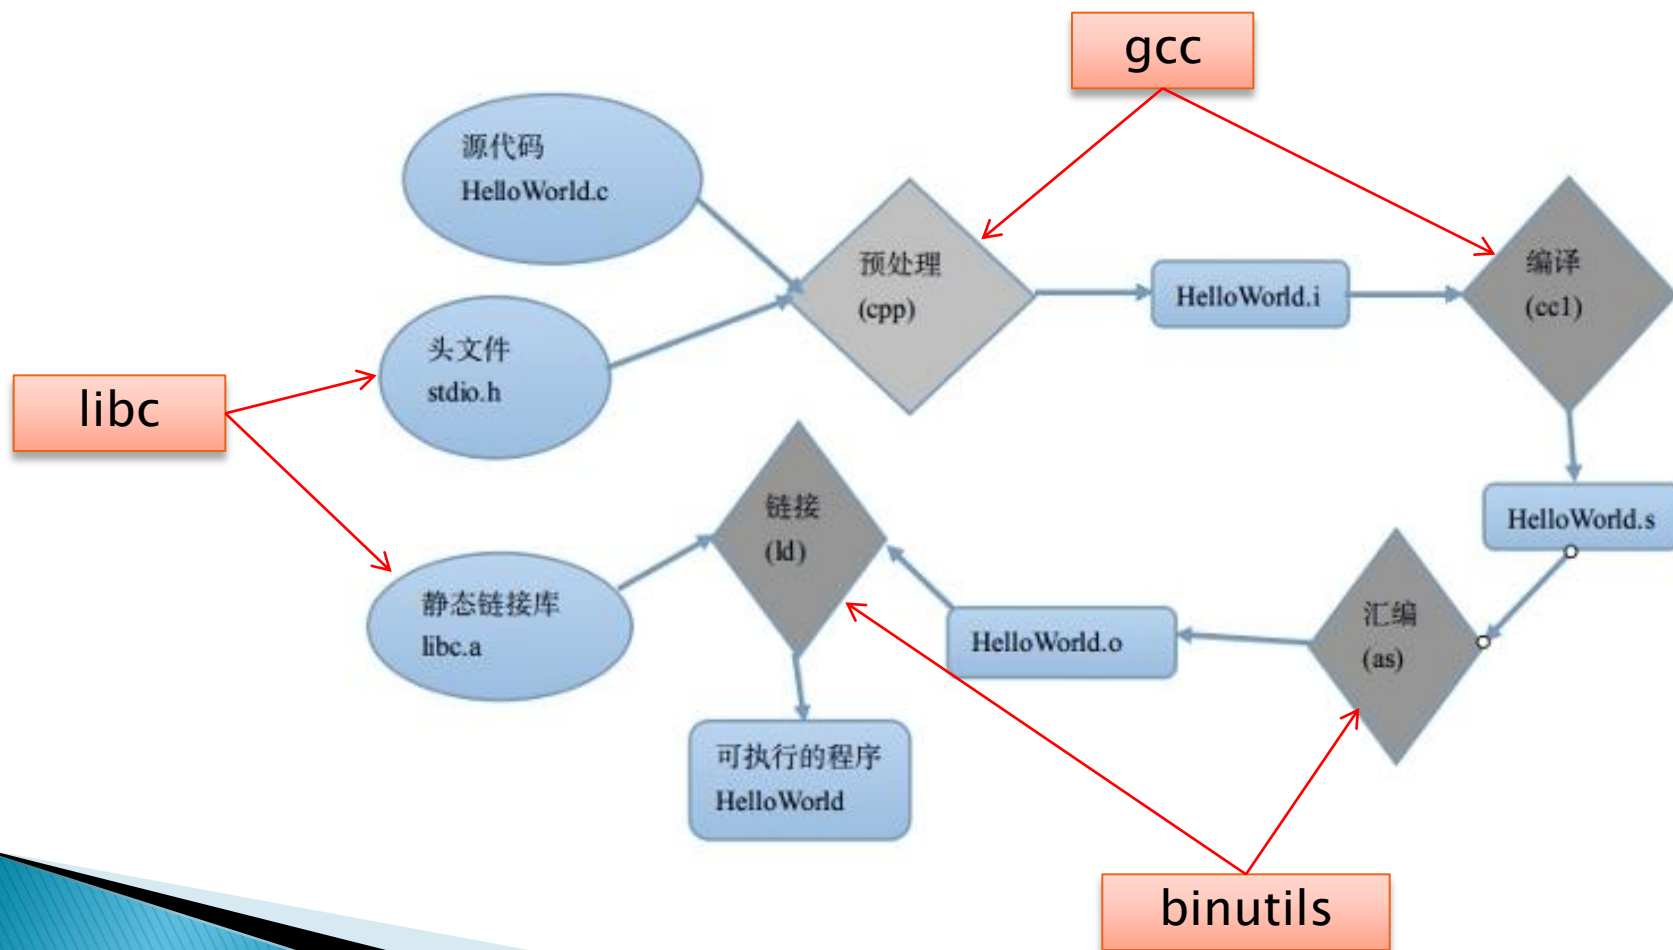 gcc
源代码
HelloWorld.c
预处理
(cpp)
HelloWorld.i
编译
(cc1)
头文件
stdio.h
libc
链接
(ld)
HelloWorld.s
静态链接库
libc.a
HelloWorld.o
汇编
(as)
可执行的程序
HelloWorld
binutils